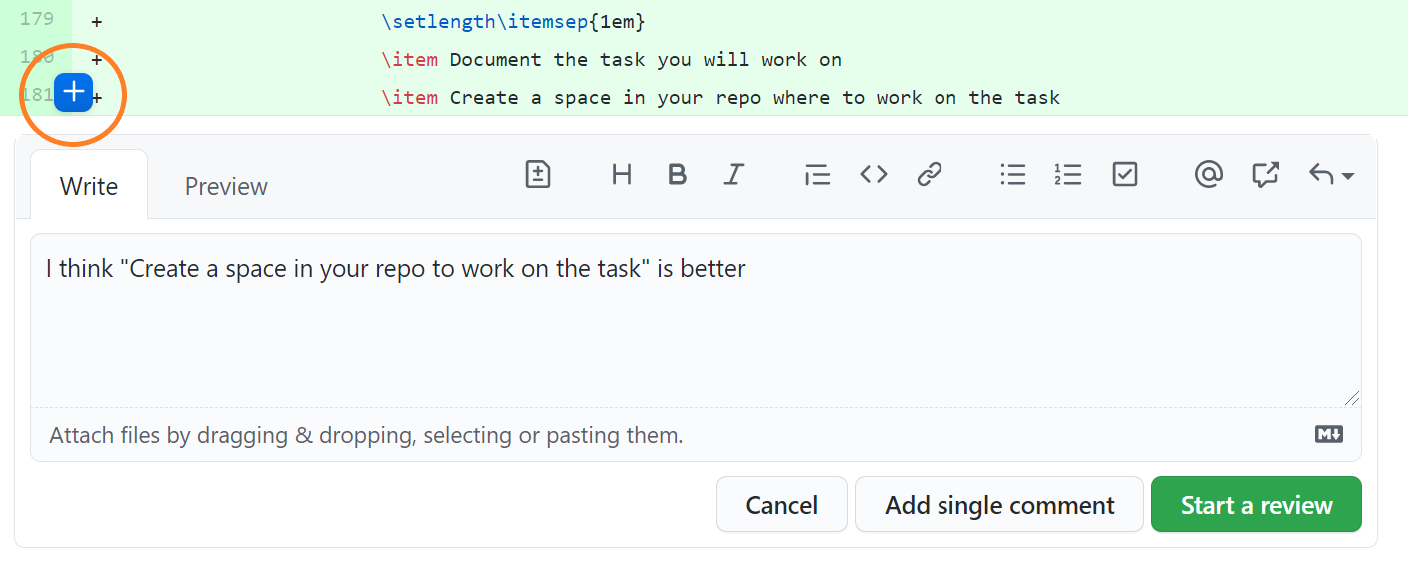 179 + \setlength\itemsep{1em}
180 + \item Document the task you will work on
181 + \item Create a space in your repo where to work on the task
Write Preview
I think "Create a space in your repo to work on the task" is better
Attach files by dragging & dropping, selecting or pasting them.
Cancel Add single comment Start a review